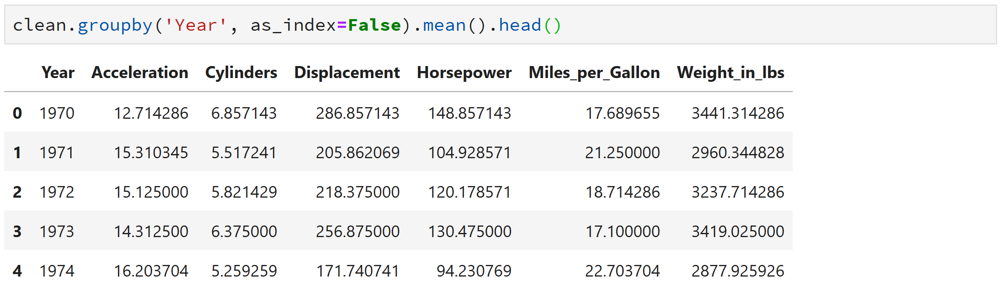 clean.groupby('Year', as_index=False).mean().head()
Year Acceleration Cylinders Displacement Horsepower Miles_per_Gallon Weight_in_lbs
0 1970 12.714286 6.857143 286.857143 148.857143 17.689655 3441.314286
1 1971 15.310345 5.517241 205.862069 104.928571 21.250000 2960.344828
2 1972 15.125000 5.821429 218.375000 120.178571 18.714286 3237.714286
3 1973 14.312500 6.375000 256.875000 130.475000 17.100000 3419.025000
4 1974 16.203704 5.259259 171.740741 94.230769 22.703704 2877.925926